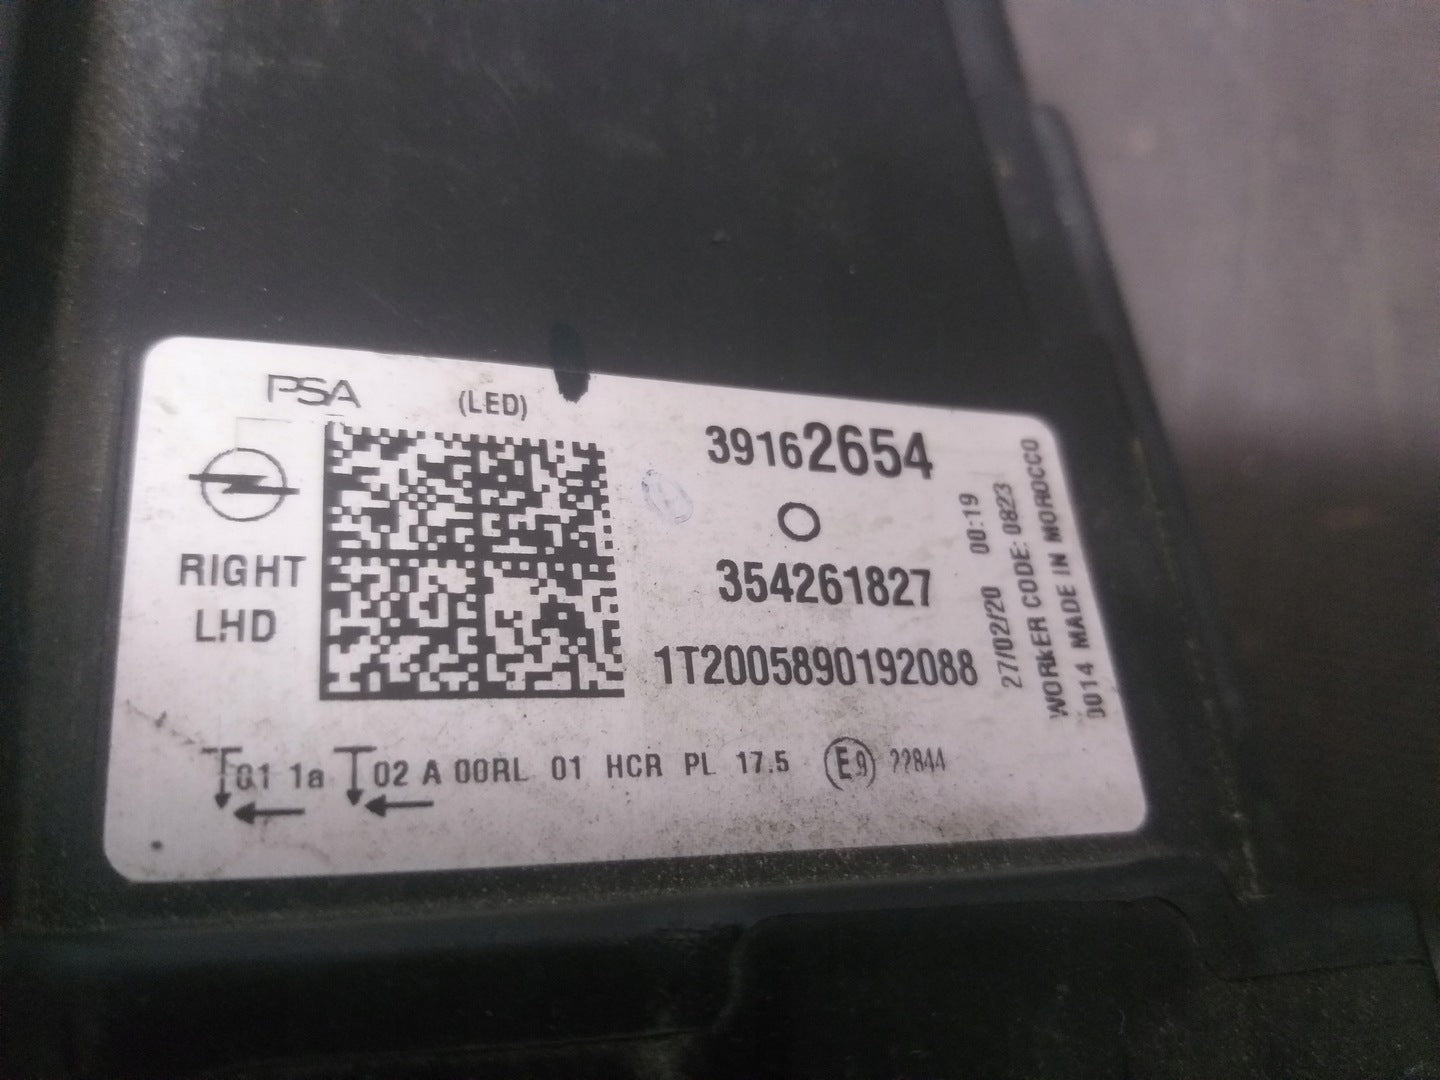 PSA
(LED)
RIGHT
LHD
39162654
354261827
1T2005890192088
27/02/20 00:19
WORKER CODE: 0823
0014 MADE IN MOROCCO
01 1a 02 A 00RL 01 HCR PL 17.5 E9 22844